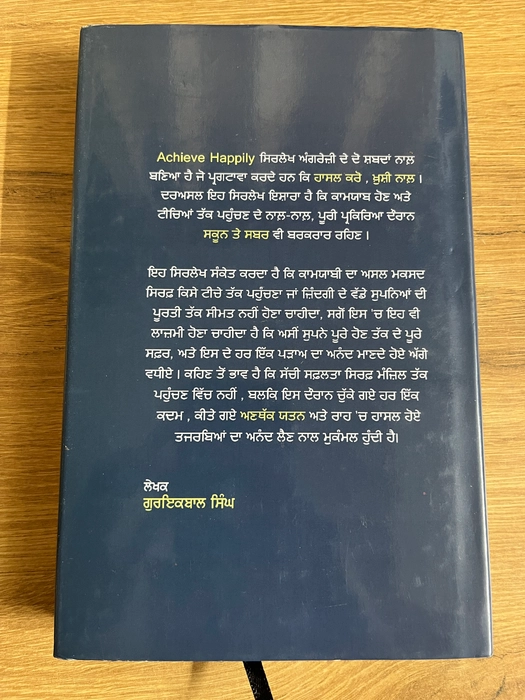 Achieve Happily ਸਿਰਲੇਖ ਅੰਗਰੇਜ਼ੀ ਦੇ ਦੋ ਸ਼ਬਦਾਂ ਨਾਲ਼
ਬਣਿਆ ਹੈ ਜੋ ਪ੍ਰਗਟਾਵਾ ਕਰਦੇ ਹਨ ਕਿ ਹਾਸਲ ਕਰੋ , ਖ਼ੁਸ਼ੀ ਨਾਲ਼ ।
ਦਰਅਸਲ ਇਹ ਸਿਰਲੇਖ ਇਸ਼ਾਰਾ ਹੈ ਕਿ ਕਾਮਯਾਬ ਹੋਣ ਅਤੇ
ਟੀਚਿਆਂ ਤੱਕ ਪਹੁੰਚਣ ਦੇ ਨਾਲ਼-ਨਾਲ਼, ਪੂਰੀ ਪ੍ਰਕਿਰਿਆ ਦੌਰਾਨ
ਸਕੂਨ ਤੇ ਸਬਰ ਵੀ ਬਰਕਰਾਰ ਰਹਿਣ ।
ਇਹ ਸਿਰਲੇਖ ਸੰਕੇਤ ਕਰਦਾ ਹੈ ਕਿ ਕਾਮਯਾਬੀ ਦਾ ਅਸਲ ਮਕਸਦ
ਸਿਰਫ਼ ਕਿਸੇ ਟੀਚੇ ਤੱਕ ਪਹੁੰਚਣਾ ਜਾਂ ਜ਼ਿੰਦਗੀ ਦੇ ਵੱਡੇ ਸੁਪਨਿਆਂ ਦੀ
ਪੂਰਤੀ ਤੱਕ ਸੀਮਤ ਨਹੀਂ ਹੋਣਾ ਚਾਹੀਦਾ, ਸਗੋਂ ਇਸ 'ਚ ਇਹ ਵੀ
ਲਾਜ਼ਮੀ ਹੋਣਾ ਚਾਹੀਦਾ ਹੈ ਕਿ ਅਸੀਂ ਸੁਪਨੇ ਪੂਰੇ ਹੋਣ ਤੱਕ ਦੇ ਪੂਰੇ
ਸਫ਼ਰ, ਅਤੇ ਇਸ ਦੇ ਹਰ ਇੱਕ ਪੜਾਅ ਦਾ ਅਨੰਦ ਮਾਣਦੇ ਹੋਏ ਅੱਗੇ
ਵਧੀਏ । ਕਹਿਣ ਤੋਂ ਭਾਵ ਹੈ ਕਿ ਸੱਚੀ ਸਫ਼ਲਤਾ ਸਿਰਫ਼ ਮੰਜ਼ਿਲ ਤੱਕ
ਪਹੁੰਚਣ ਵਿੱਚ ਨਹੀਂ , ਬਲਕਿ ਇਸ ਦੌਰਾਨ ਚੁੱਕੇ ਗਏ ਹਰ ਇੱਕ
ਕਦਮ , ਕੀਤੇ ਗਏ ਅਣਥੱਕ ਯਤਨ ਅਤੇ ਰਾਹ 'ਚ ਹਾਸਲ ਹੋਏ
ਤਜਰਬਿਆਂ ਦਾ ਅਨੰਦ ਲੈਣ ਨਾਲ ਮੁਕੰਮਲ ਹੁੰਦੀ ਹੈ।
ਲੇਖਕ
ਗੁਰਇਕਬਾਲ ਸਿੰਘ